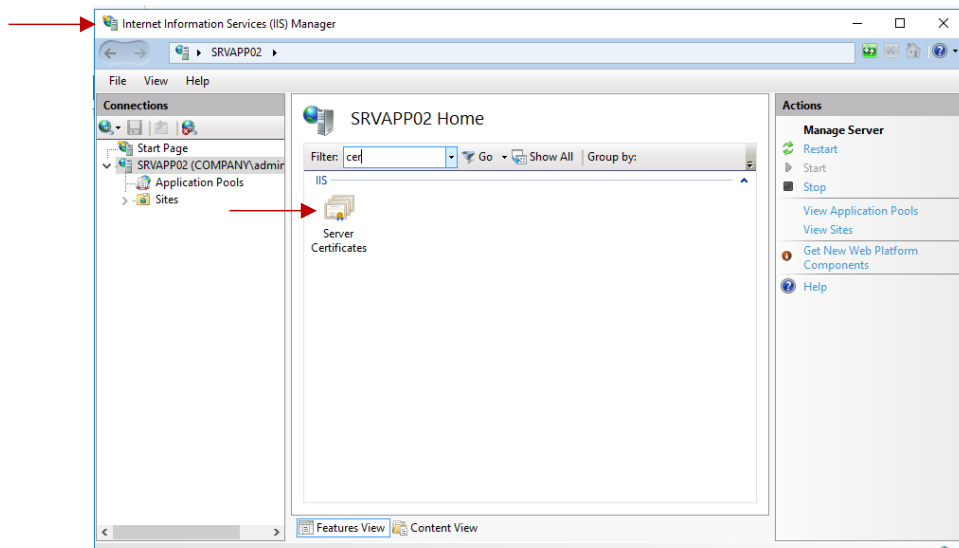 Internet Information Services (IIS) Manager
SRVAPP02
File View Help
Connections
Start Page
SRVAPP02 (COMPANY\admir
Application Pools
Sites
SRVAPP02 Home
Filter: cer Go Show All Group by:
IIS
Server
Certificates
Features View Content View
Actions
Manage Server
Restart
Start
Stop
View Application Pools
View Sites
Get New Web Platform
Components
Help